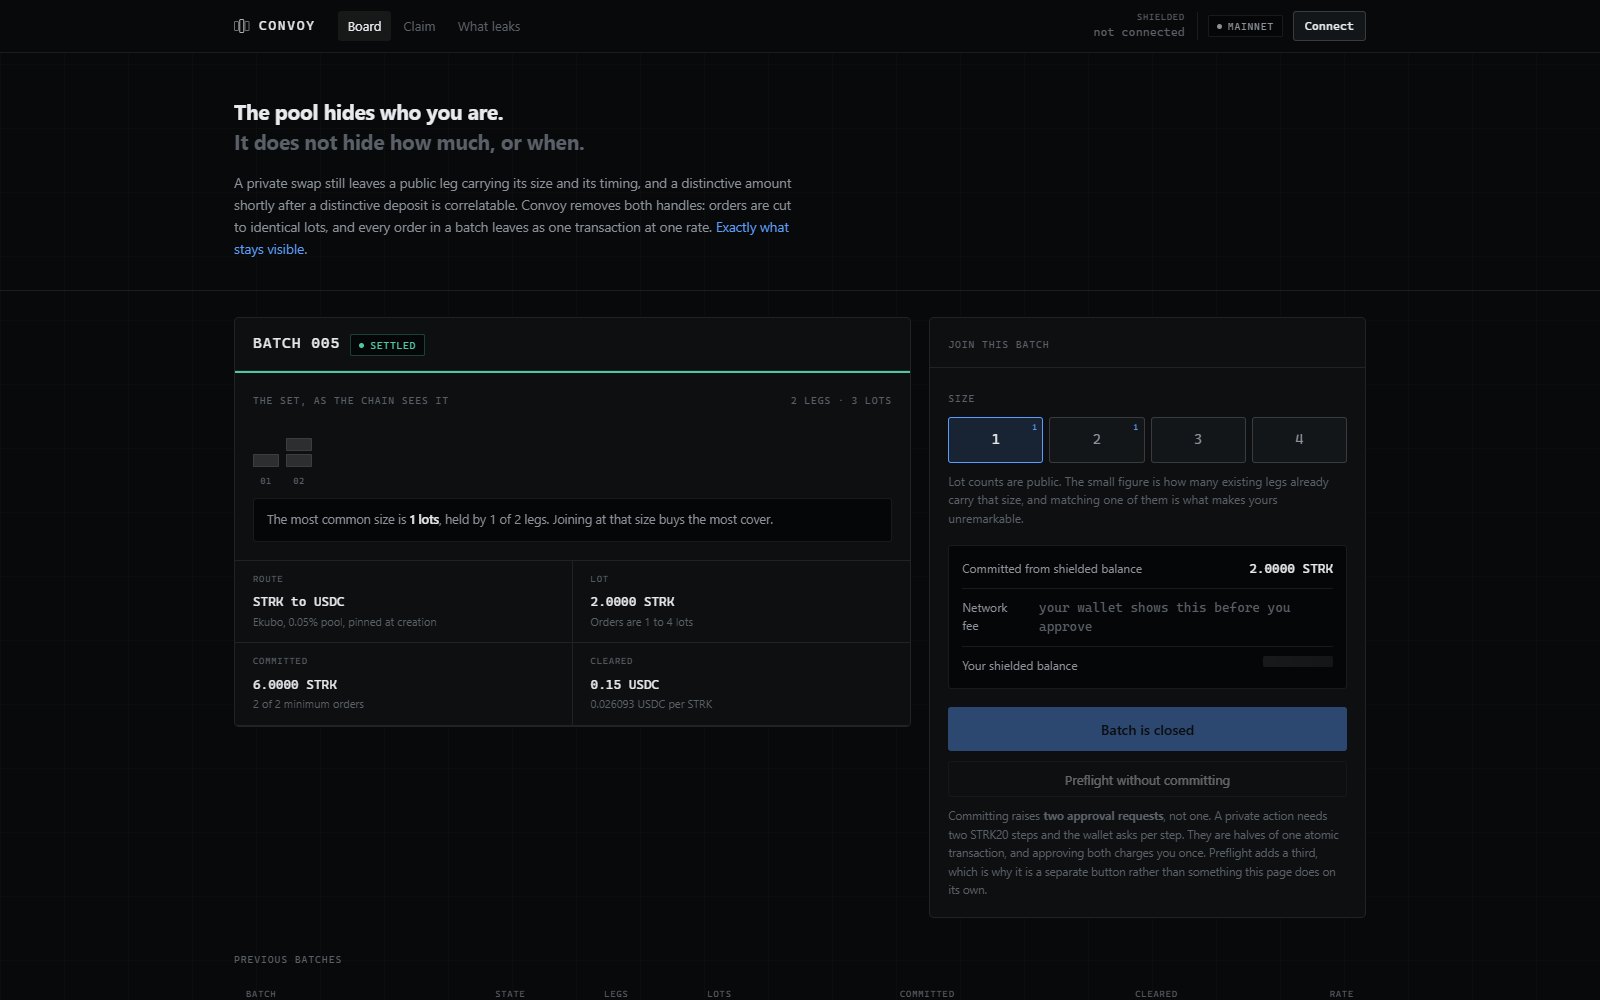 CONVOY
Board
Claim
What leaks
SHIELDED
not connected
MAINNET
Connect
The pool hides who you are.
It does not hide how much, or when.
A private swap still leaves a public leg carrying its size and its timing, and a distinctive amount
shortly after a distinctive deposit is correlatable. Convoy removes both handles: orders are cut
to identical lots, and every order in a batch leaves as one transaction at one rate. Exactly what
stays visible.
BATCH 005
SETTLED
THE SET, AS THE CHAIN SEES IT
2 LEGS · 3 LOTS
01
02
The most common size is 1 lots, held by 1 of 2 legs. Joining at that size buys the most cover.
ROUTE
STRK to USDC
Ekubo, 0.05% pool, pinned at creation
LOT
2.0000 STRK
Orders are 1 to 4 lots
COMMITTED
6.0000 STRK
2 of 2 minimum orders
CLEARED
0.15 USDC
0.026093 USDC per STRK
JOIN THIS BATCH
SIZE
1
1
2
1
3
4
Lot counts are public. The small figure is how many existing legs already
carry that size, and matching one of them is what makes yours
unremarkable.
Committed from shielded balance
2.0000 STRK
Network
fee
your wallet shows this before you
approve
Your shielded balance
Batch is closed
Preflight without committing
Committing raises two approval requests, not one. A private action needs
two STRK20 steps and the wallet asks per step. They are halves of one atomic
transaction, and approving both charges you once. Preflight adds a third,
which is why it is a separate button rather than something this page does on
its own.
PREVIOUS BATCHES
BATCH
STATE
LEGS
LOTS
COMMITTED
CLEARED
RATE